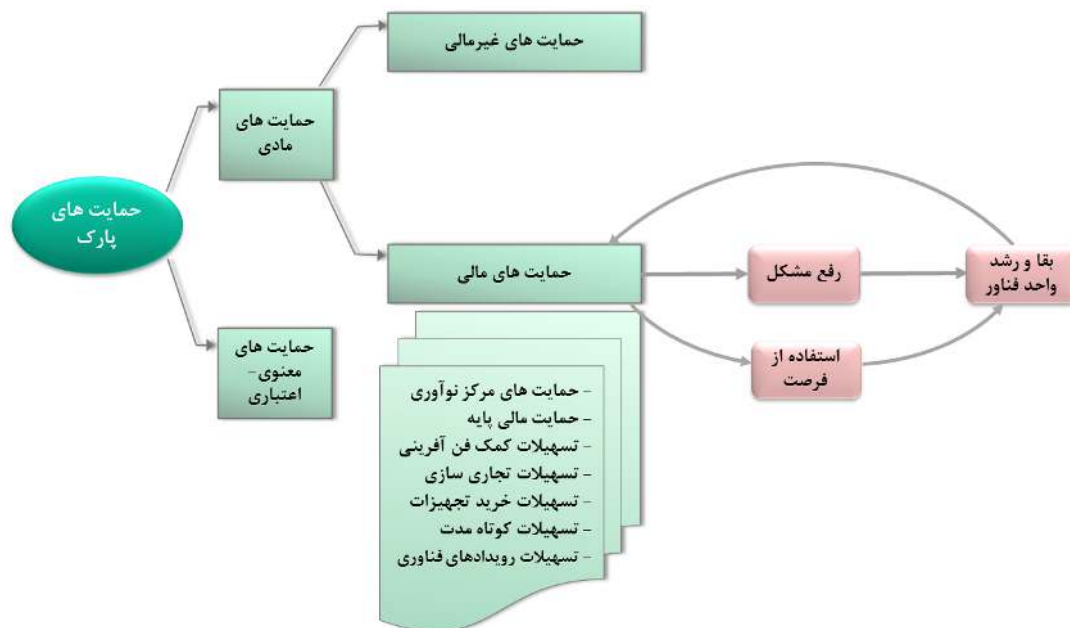 حمایت های غیرمالی
حمایت های
مادی
حمایت های
پارک
حمایت های مالی
رفع مشکل
بقا و رشد
واحد فناور
استفاده از
فرصت
حمایت های
معنوی-
اعتباری
- حمایت های مرکز نوآوری
- حمایت مالی پایه
- تسهیلات کمک فن آفرینی
- تسهیلات تجاری سازی
- تسهیلات خرید تجهیزات
- تسهیلات کوتاه مدت
- تسهیلات رویدادهای فناوری